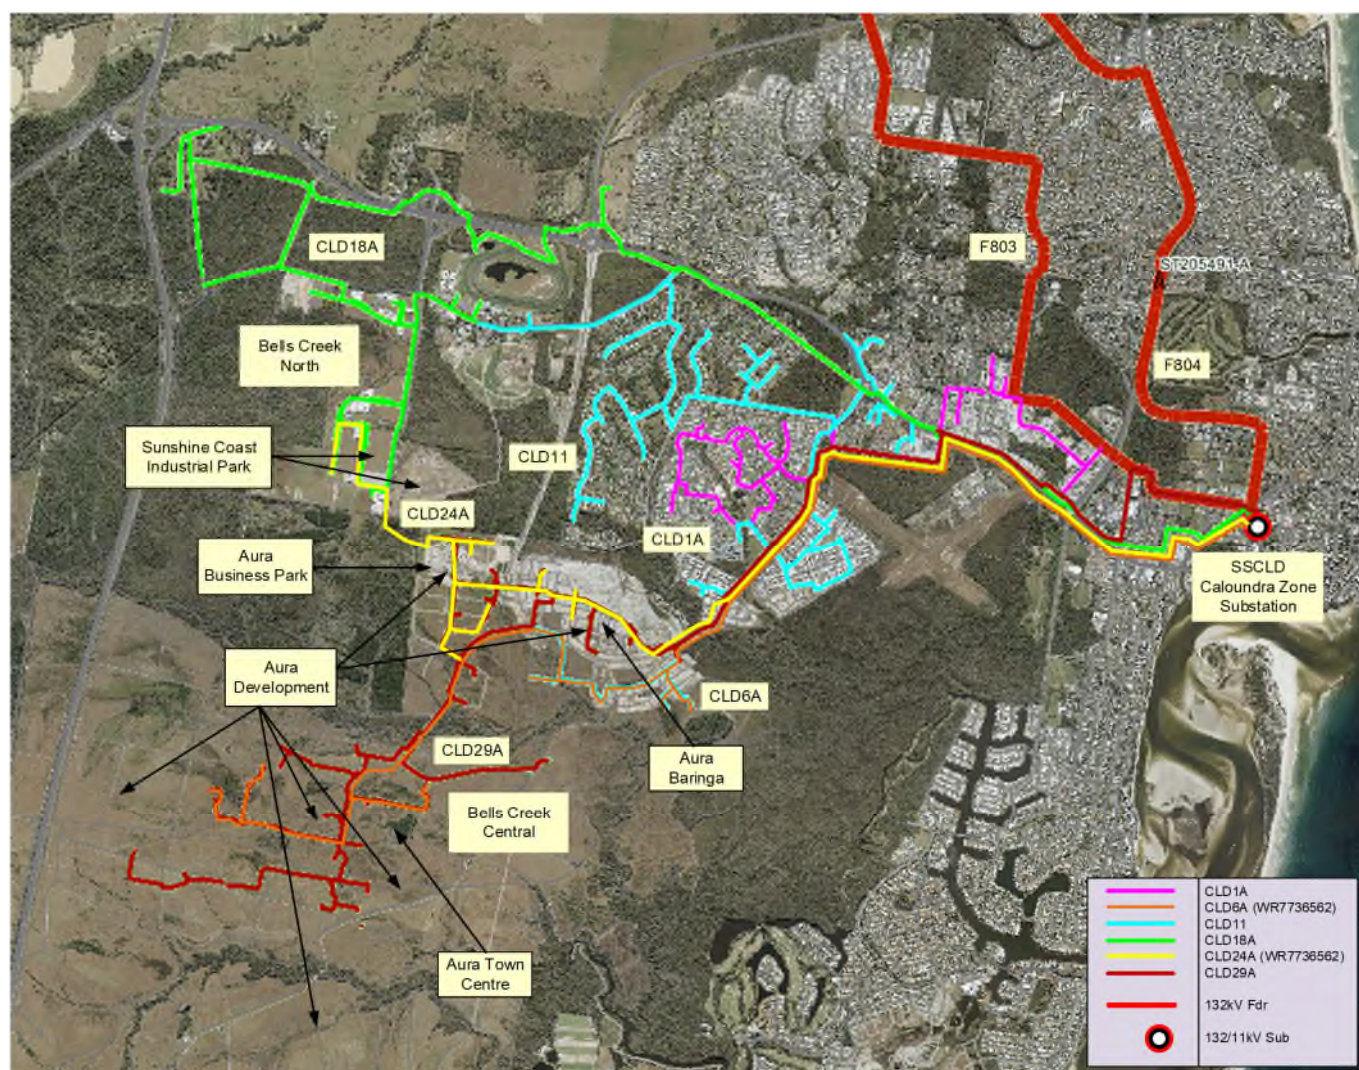 F803
CLD18A
ST205491-A
Bells Creek
North
F804
Sunshine Coast
Industrial Park
CLD11
CLD24A
CLD1A
Aura
Business Park
SSCLD
Caloundra Zone
Substation
Aura
Development
CLD6A
CLD29A
Aura
Baringa
Bells Creek
Central
Aura Town
Centre
CLD1A
CLD6A (WR7736562)
CLD11
CLD18A
CLD24A (WR7736562)
CLD29A
132kV Fdr
132/11kV Sub